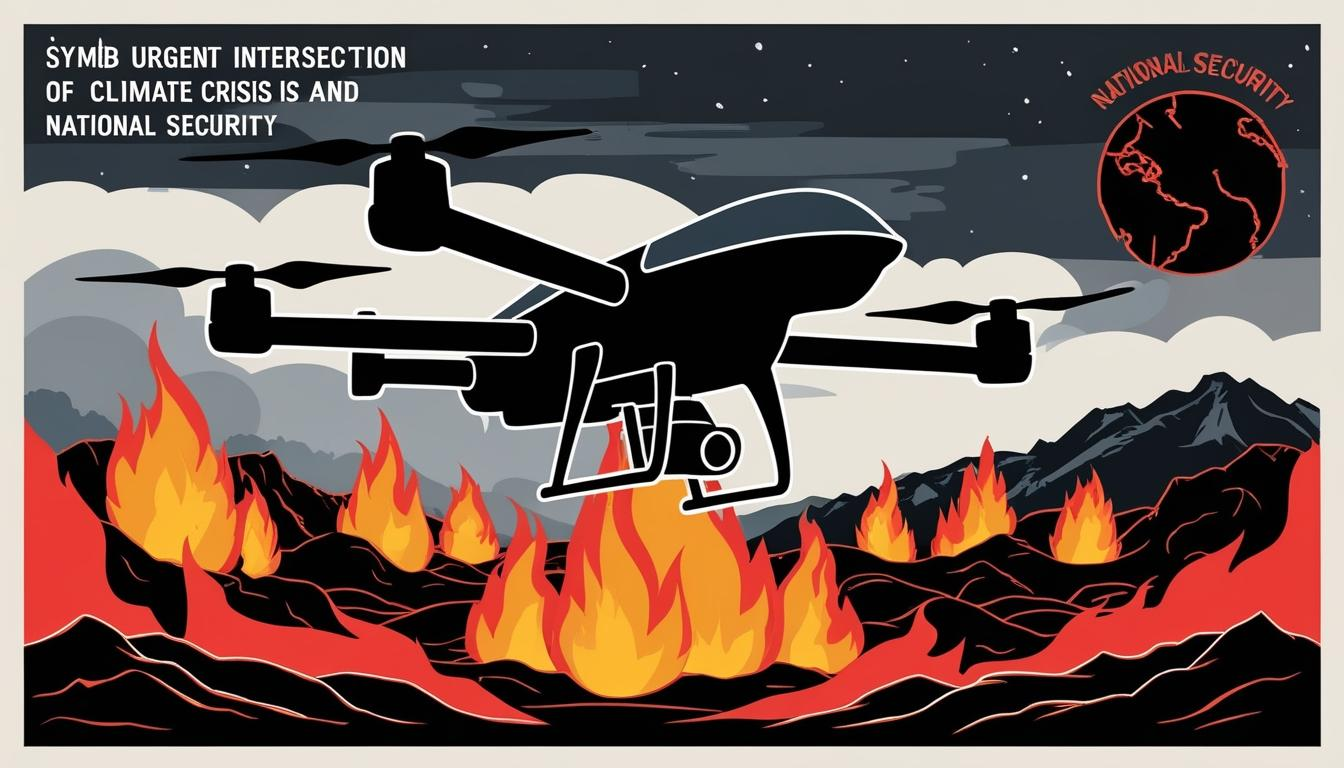 SYMIB URGENT INTERSECTION
OF CLIMATE CRISIS IS AND
NATIONAL SECURITY
NATIONAL SECURITY